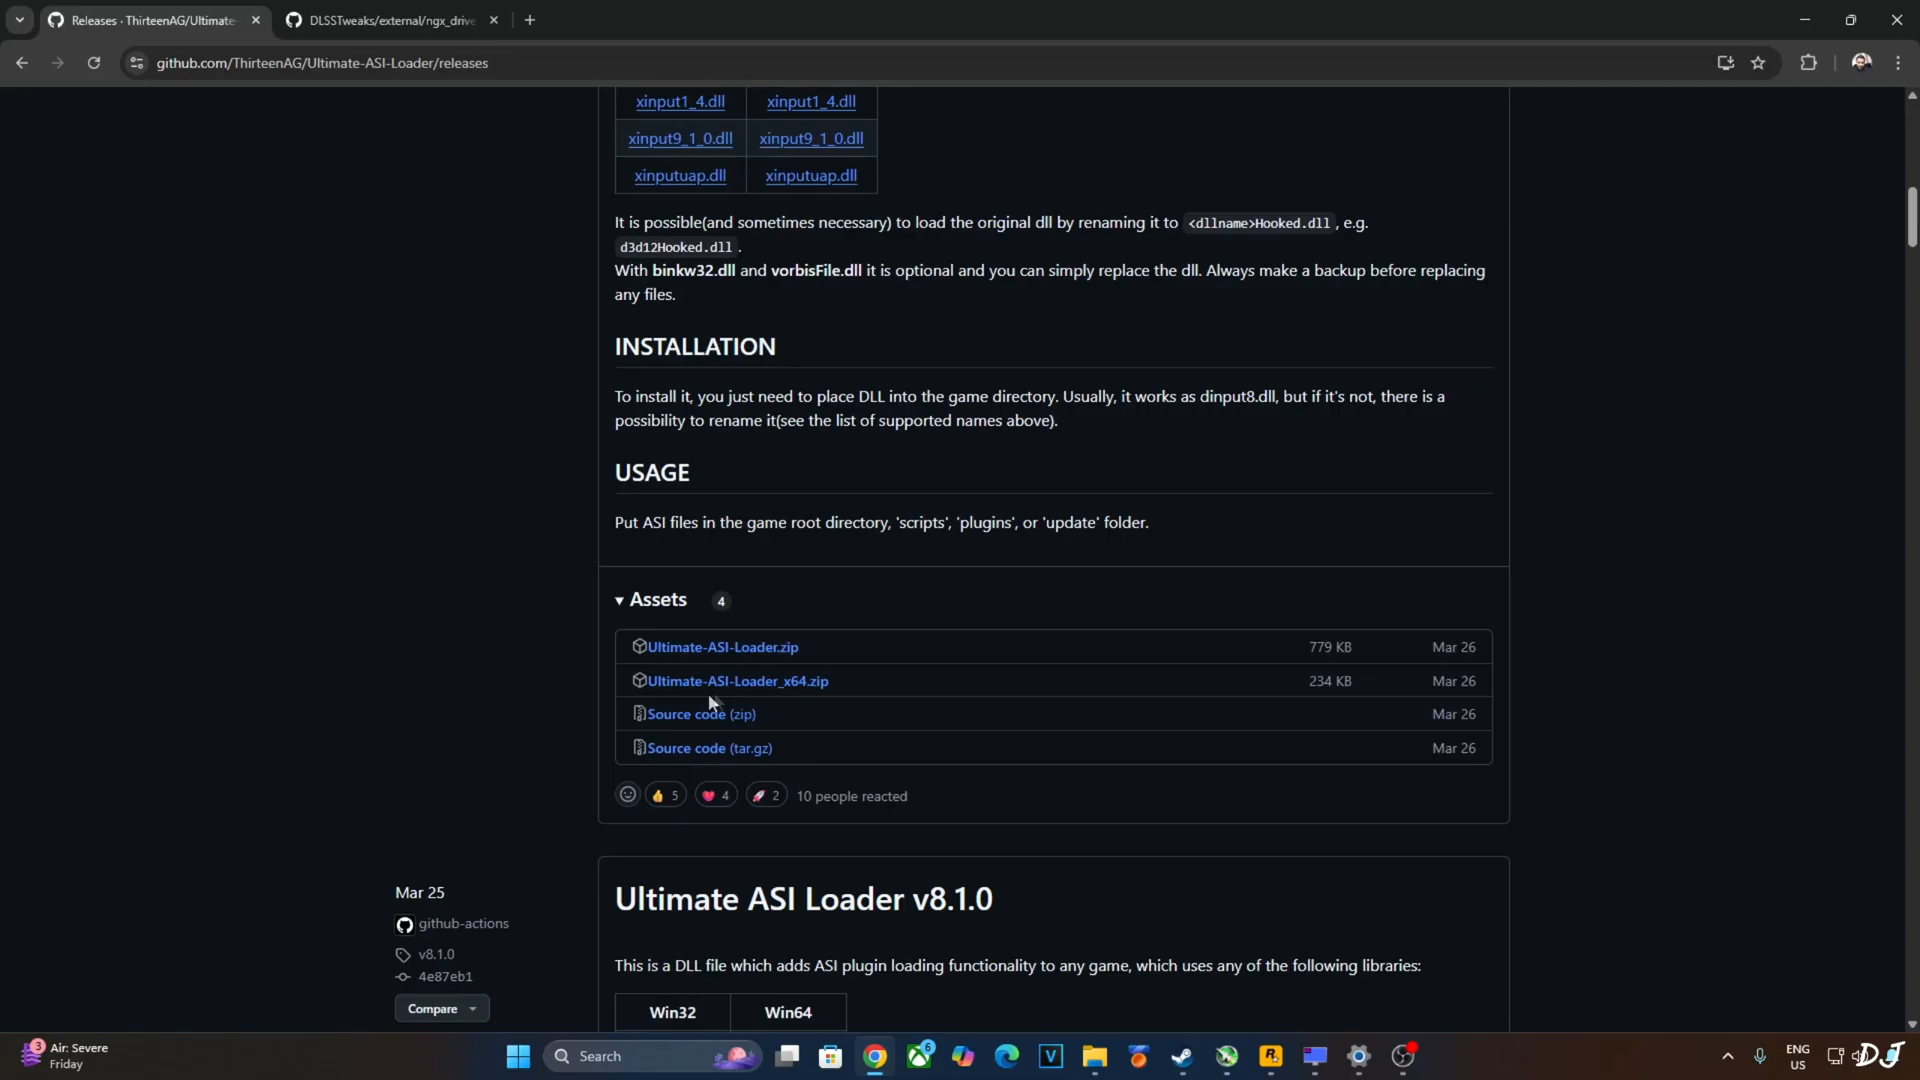 Releases · ThirteenAG/Ultimate-
DLSSTweaks/external/ngx_drive
github.com/ThirteenAG/Ultimate-ASI-Loader/releases
xinput1_4.dll xinput1_4.dll
xinput9_1_0.dll xinput9_1_0.dll
xinputuap.dll xinputuap.dll
It is possible(and sometimes necessary) to load the original dll by renaming it to <dllname>Hooked.dll , e.g.
d3d12Hooked.dll .
With binkw32.dll and vorbisFile.dll it is optional and you can simply replace the dll. Always make a backup before replacing
any files.
INSTALLATION
To install it, you just need to place DLL into the game directory. Usually, it works as dinput8.dll, but if it's not, there is a
possibility to rename it(see the list of supported names above).
USAGE
Put ASI files in the game root directory, 'scripts', 'plugins', or 'update' folder.
Assets 4
Ultimate-ASI-Loader.zip 779 KB Mar 26
Ultimate-ASI-Loader_x64.zip 234 KB Mar 26
Source code (zip) Mar 26
Source code (tar.gz) Mar 26
5 4 2 10 people reacted
Mar 25
github-actions
v8.1.0
4e87eb1
Compare
Ultimate ASI Loader v8.1.0
This is a DLL file which adds ASI plugin loading functionality to any game, which uses any of the following libraries:
Win32 Win64
3
Air: Severe
Friday
Search
6
V
R
ENG
US
DJ